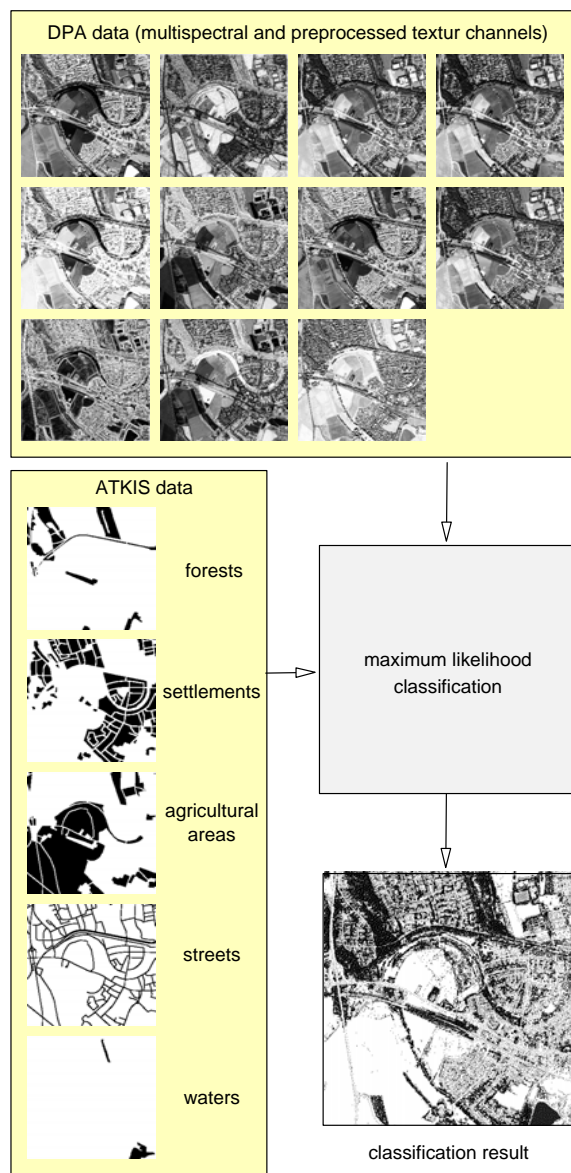 DPA data (multispectral and preprocessed textur channels)
ATKIS data
forests
settlements
agricultural
areas
streets
waters
maximum likelihood
classification
classification result